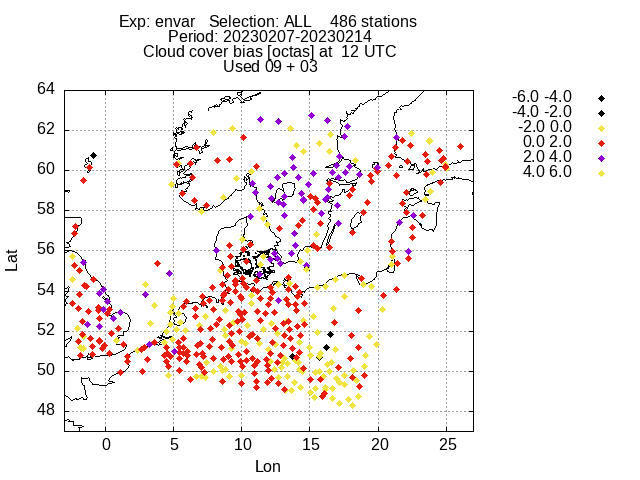 Exp: envar   Selection: ALL    486 stations
Period: 20230207-20230214
Cloud cover bias [octas] at  12 UTC
Used 09 + 03
-6.0 -4.0
-4.0 -2.0
-2.0 0.0
0.0 2.0
2.0 4.0
4.0 6.0
64
62
60
58
56
54
52
50
48
Lat
0 5 10 15 20 25
Lon